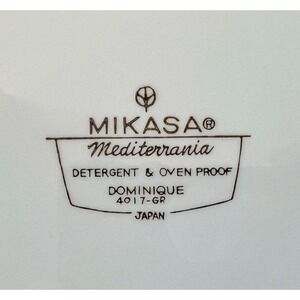 MIKASA®
Mediterrania
DETERGENT & OVEN PROOF
DOMINIQUE
4017-GR
JAPAN